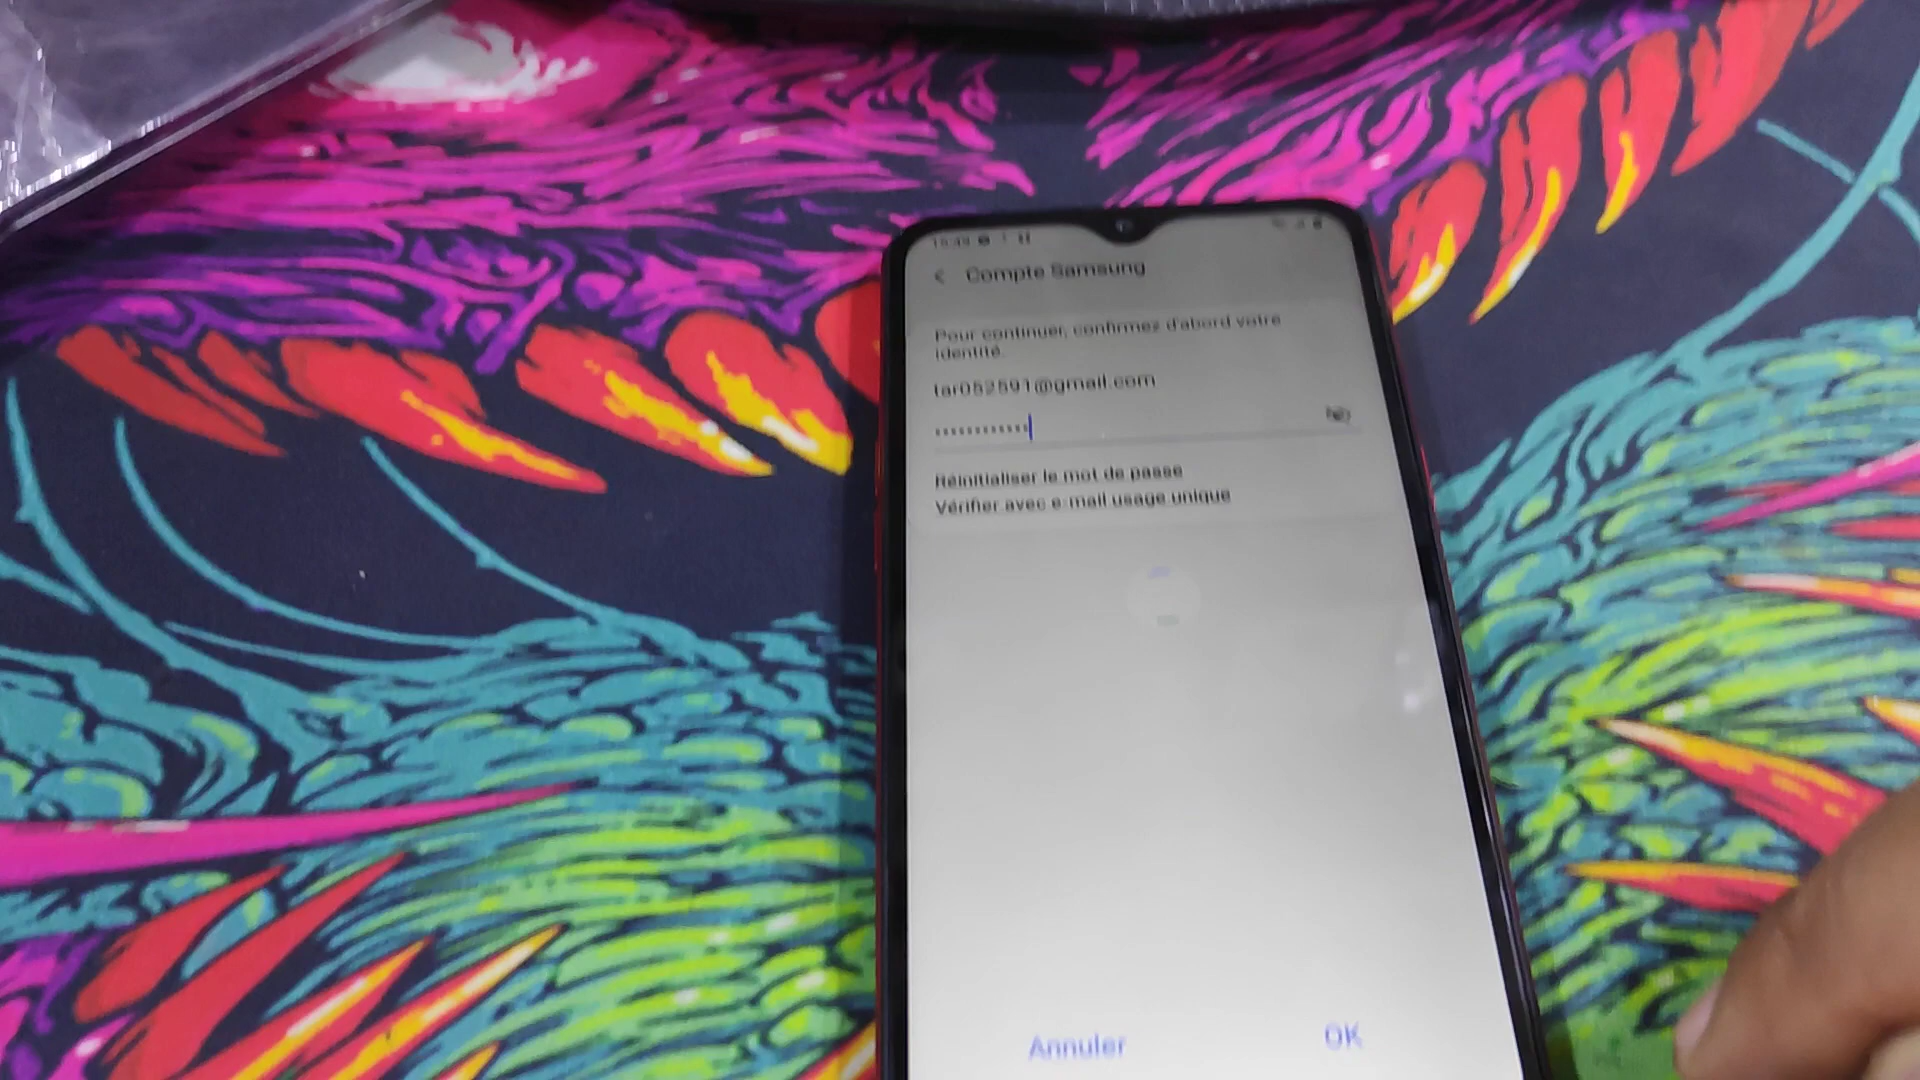 Compte Samsung
Pour continuer, confirmez d'abord votre
identité.
tar052591@gmail.com
Réinitialiser le mot de passe
Vérifier avec e-mail usage unique
Annuler
OK